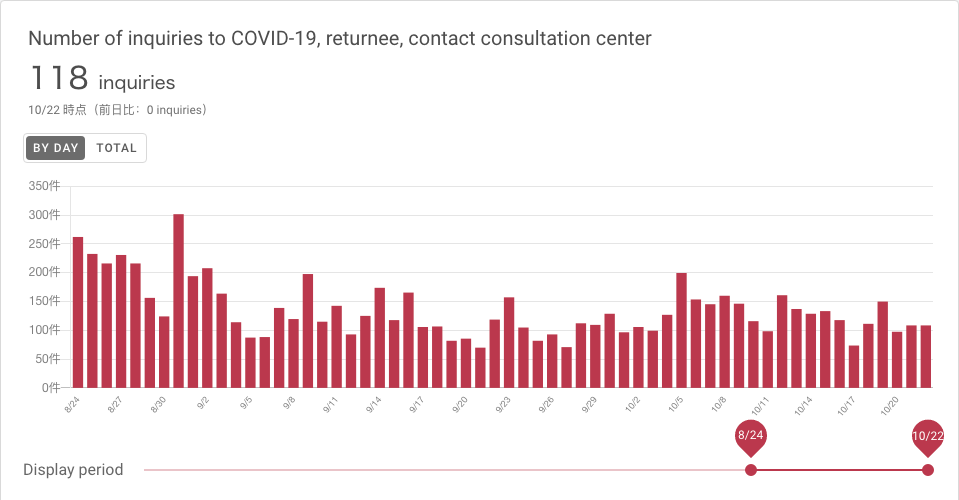 Number of inquiries to COVID-19, returnee, contact consultation center
118 inquiries
10/22 時点（前日比：0 inquiries）
BY DAY TOTAL
350件
300件
250件
200件
150件
100件
50件
0件
8/24 8/27 8/30 9/2 9/5 9/8 9/11 9/14 9/17 9/20 9/23 9/26 9/29 10/2 10/5 10/8 10/11 10/14 10/17 10/20
8/24 10/22
Display period